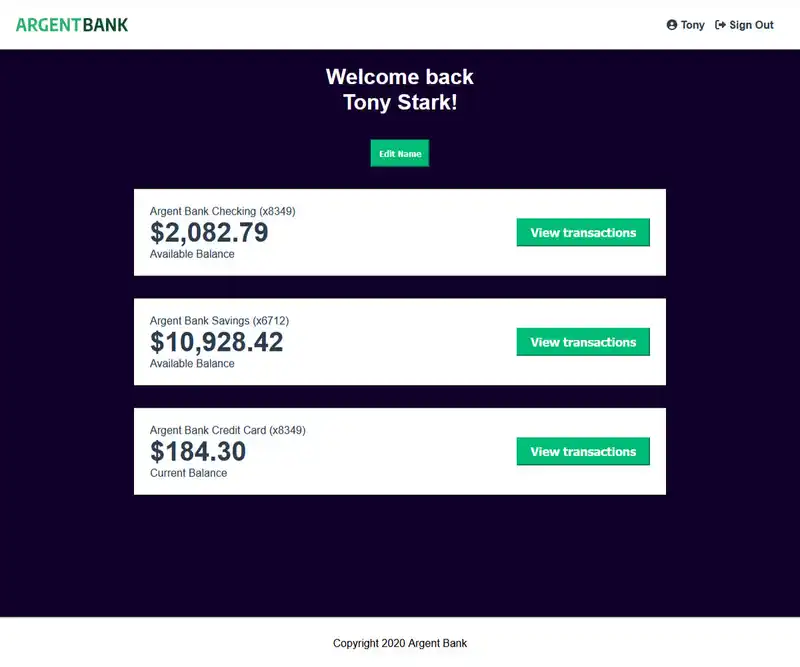 ARGENTBANK
Tony
Sign Out
Welcome back
Tony Stark!
Edit Name
Argent Bank Checking (x8349)
$2,082.79
Available Balance
View transactions
Argent Bank Savings (x6712)
$10,928.42
Available Balance
View transactions
Argent Bank Credit Card (x8349)
$184.30
Current Balance
View transactions
Copyright 2020 Argent Bank